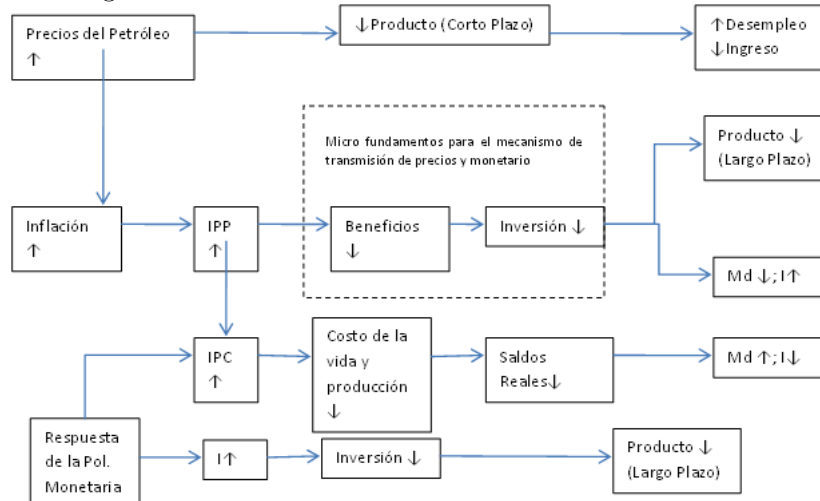 Precios del Petróleo
↑
↓Producto (Corto Plazo)
↑Desempleo
↓Ingreso
Micro fundamentos para el mecanismo de
transmisión de precios y monetario
Producto ↓
(Largo Plazo)
Inflación
↑
IPP
↑
Beneficios
↓
Inversión ↓
Md ↓; I↑
IPC
↑
Costo de la
vida y
producción
↓
Saldos
Reales↓
Md ↑; I↓
Respuesta
de la Pol.
Monetaria
I↑
Inversión ↓
Producto ↓
(Largo Plazo)